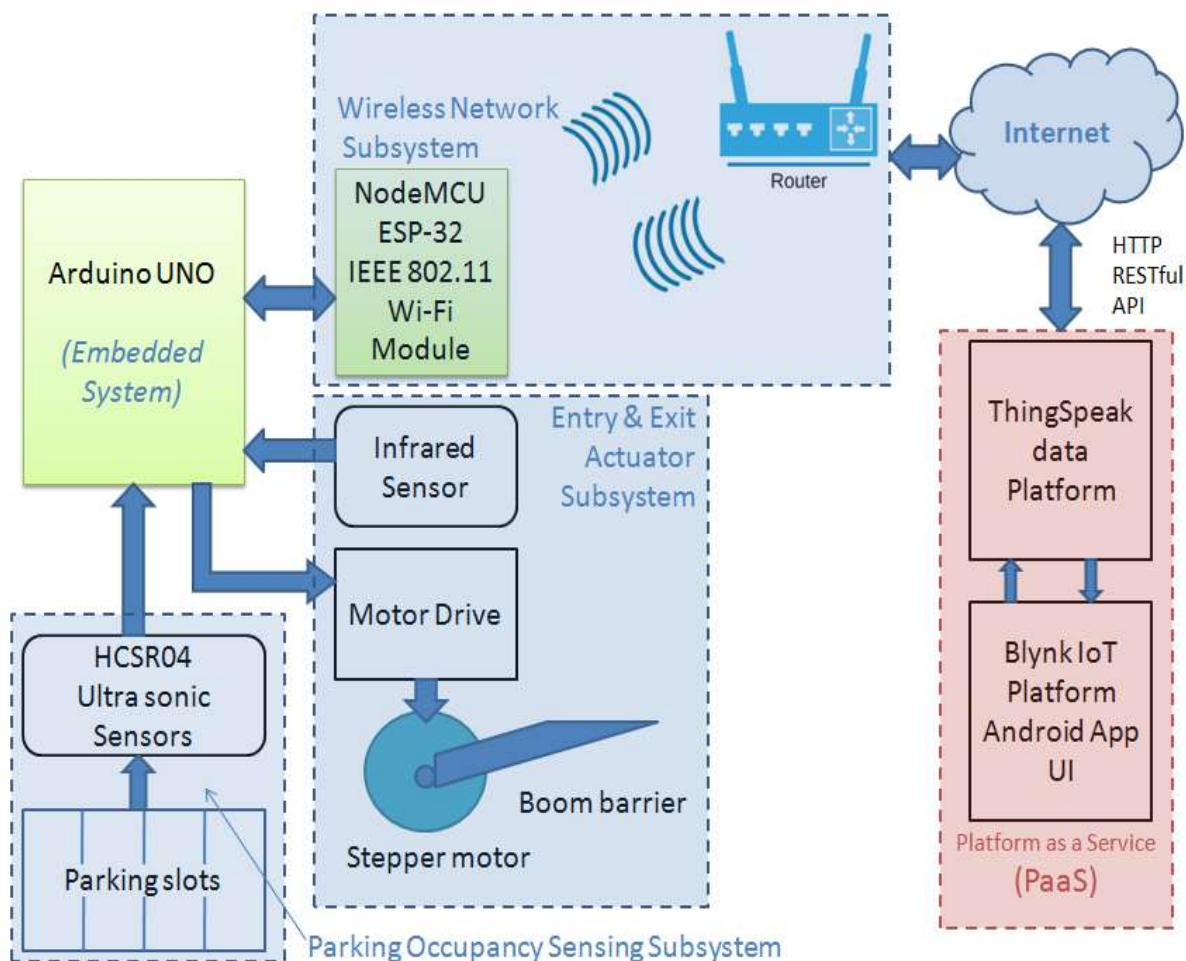 Wireless Network
Subsystem
NodeMCU
ESP-32
IEEE 802.11
Wi-Fi
Module
Router
Internet
HTTP
RESTful
API
Arduino UNO
(Embedded
System)
Infrared
Sensor
Entry & Exit
Actuator
Subsystem
Motor Drive
Boom barrier
Stepper motor
HCSR04
Ultra sonic
Sensors
Parking slots
Parking Occupancy Sensing Subsystem
ThingSpeak
data
Platform
Blynk IoT
Platform
Android App
UI
Platform as a Service
(PaaS)